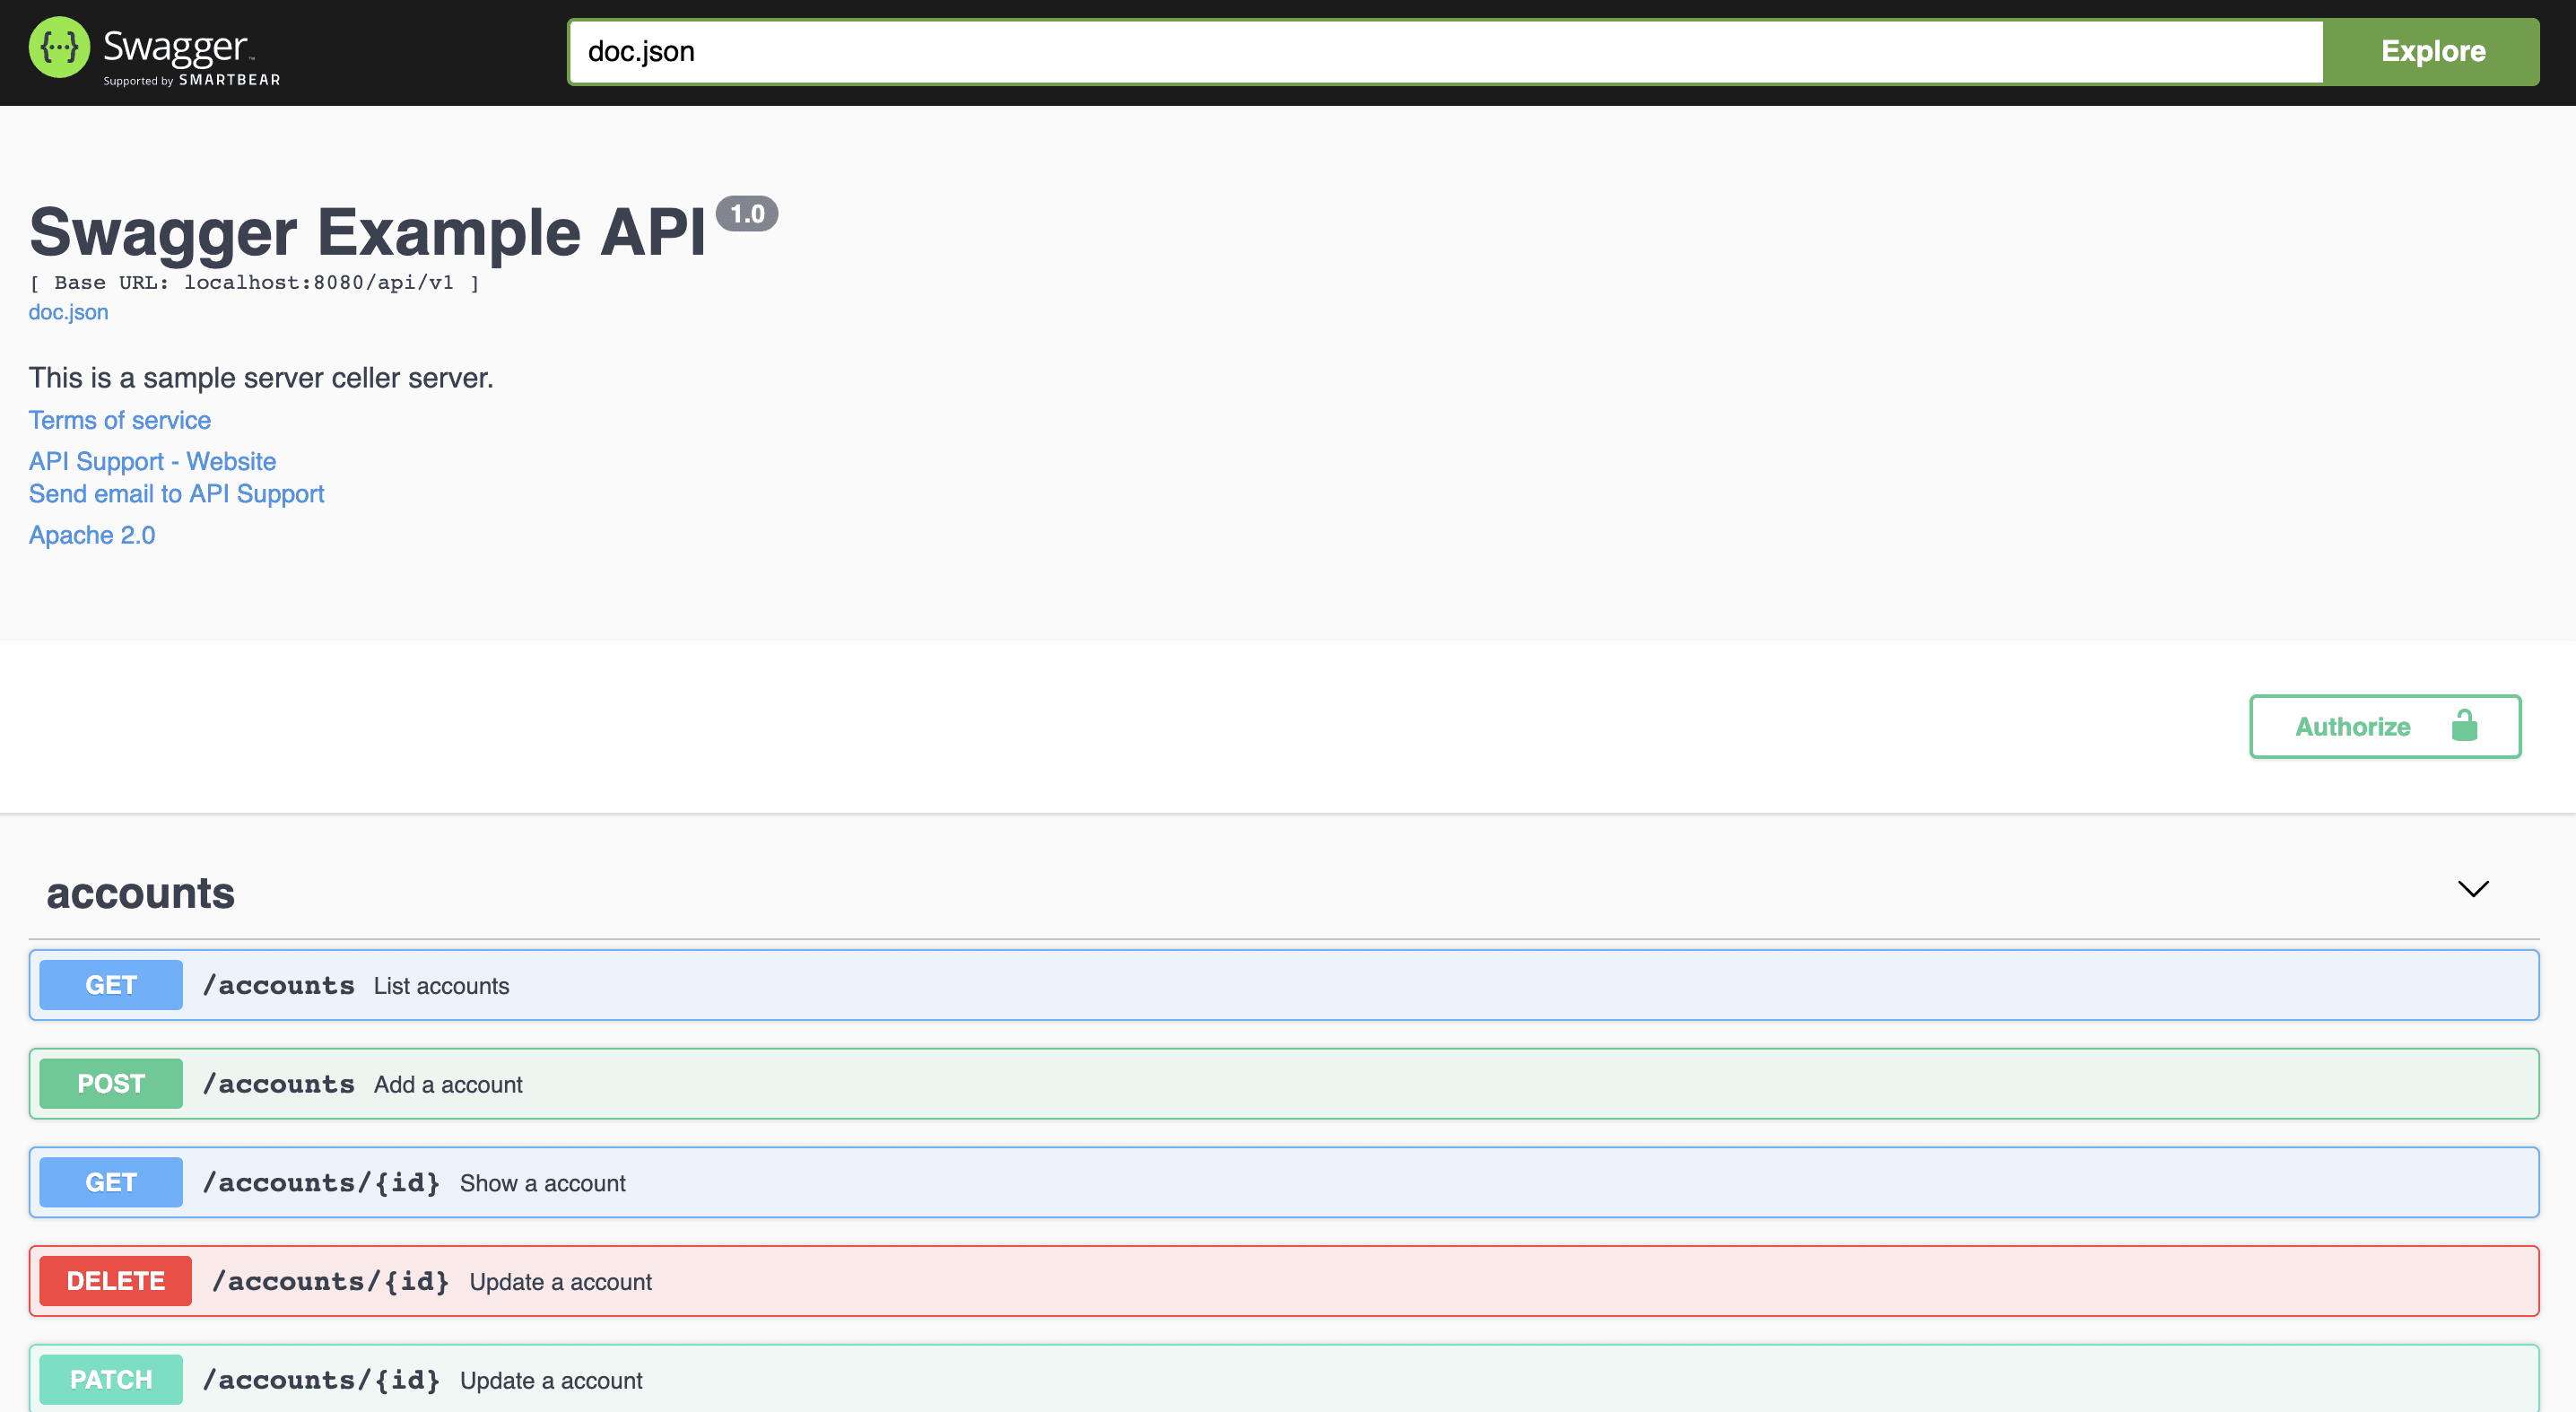 {···} Swagger™
Supported by SMARTBEAR
doc.json
Explore
Swagger Example API 1.0
[ Base URL: localhost:8080/api/v1 ]
doc.json
This is a sample server celler server.
Terms of service
API Support - Website
Send email to API Support
Apache 2.0
Authorize
accounts
GET /accounts List accounts
POST /accounts Add a account
GET /accounts/{id} Show a account
DELETE /accounts/{id} Update a account
PATCH /accounts/{id} Update a account